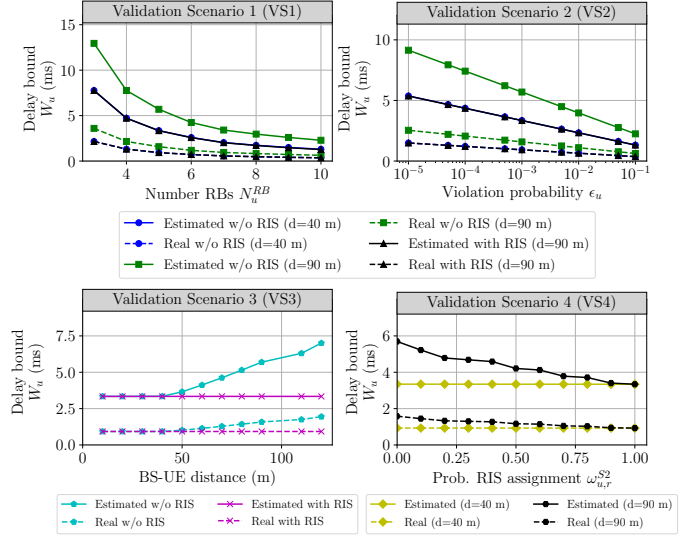 Validation Scenario 1 (VS1)
Delay bound
W_u (ms)
15
10
5
0
4
6
8
10
Number RBs N_u^{RB}
Validation Scenario 2 (VS2)
Delay bound
W_u (ms)
10
5
0
10^{-5}
10^{-4}
10^{-3}
10^{-2}
10^{-1}
Violation probability ϵ_u
Estimated w/o RIS (d=40 m)
Real w/o RIS (d=40 m)
Estimated w/o RIS (d=90 m)
Real w/o RIS (d=90 m)
Estimated with RIS (d=90 m)
Real with RIS (d=90 m)
Validation Scenario 3 (VS3)
Delay bound
W_u (ms)
7.5
5.0
2.5
0.0
0
50
100
BS-UE distance (m)
Estimated w/o RIS
Real w/o RIS
Estimated with RIS
Real with RIS
Validation Scenario 4 (VS4)
Delay bound
W_u (ms)
6
4
2
0
0.00
0.25
0.50
0.75
1.00
Prob. RIS assignment ω_{u,r}^{S2}
Estimated (d=40 m)
Real (d=40 m)
Estimated (d=90 m)
Real (d=90 m)